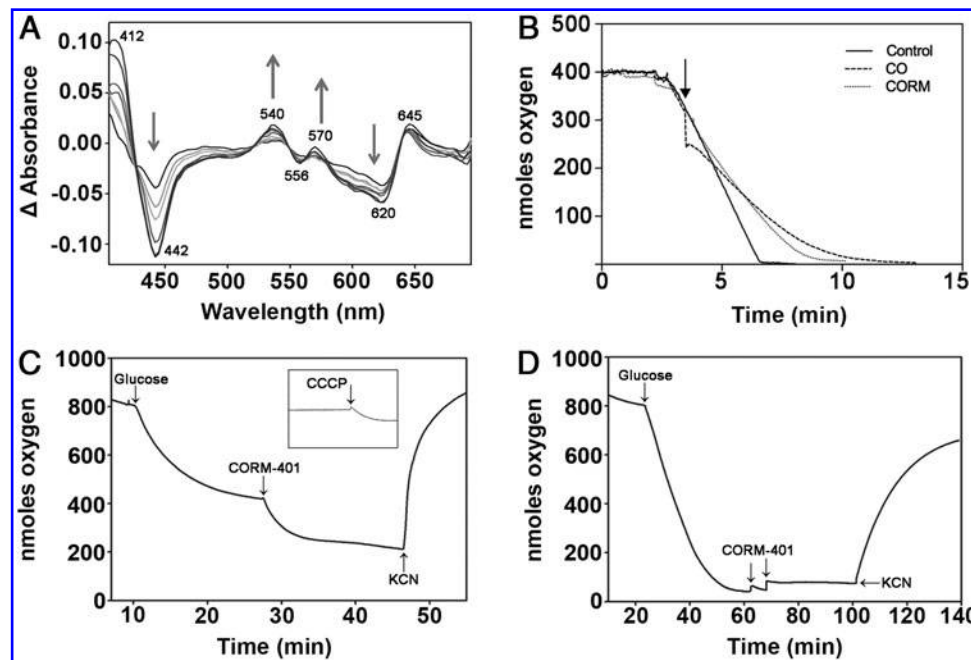 A
0.10
0.05
0.00
-0.05
-0.10
Δ Absorbance
412
442
540
570
556
620
645
450
500
550
600
650
Wavelength (nm)
B
500
400
300
200
100
nmoles oxygen
Control
CO
CORM
0
5
10
15
Time (min)
C
1000
800
600
400
200
0
nmoles oxygen
Glucose
CCCP
CORM-401
KCN
10
20
30
40
50
Time (min)
D
1000
800
600
400
200
0
nmoles oxygen
Glucose
CORM-401
KCN
20
40
60
80
100
120
140
Time (min)